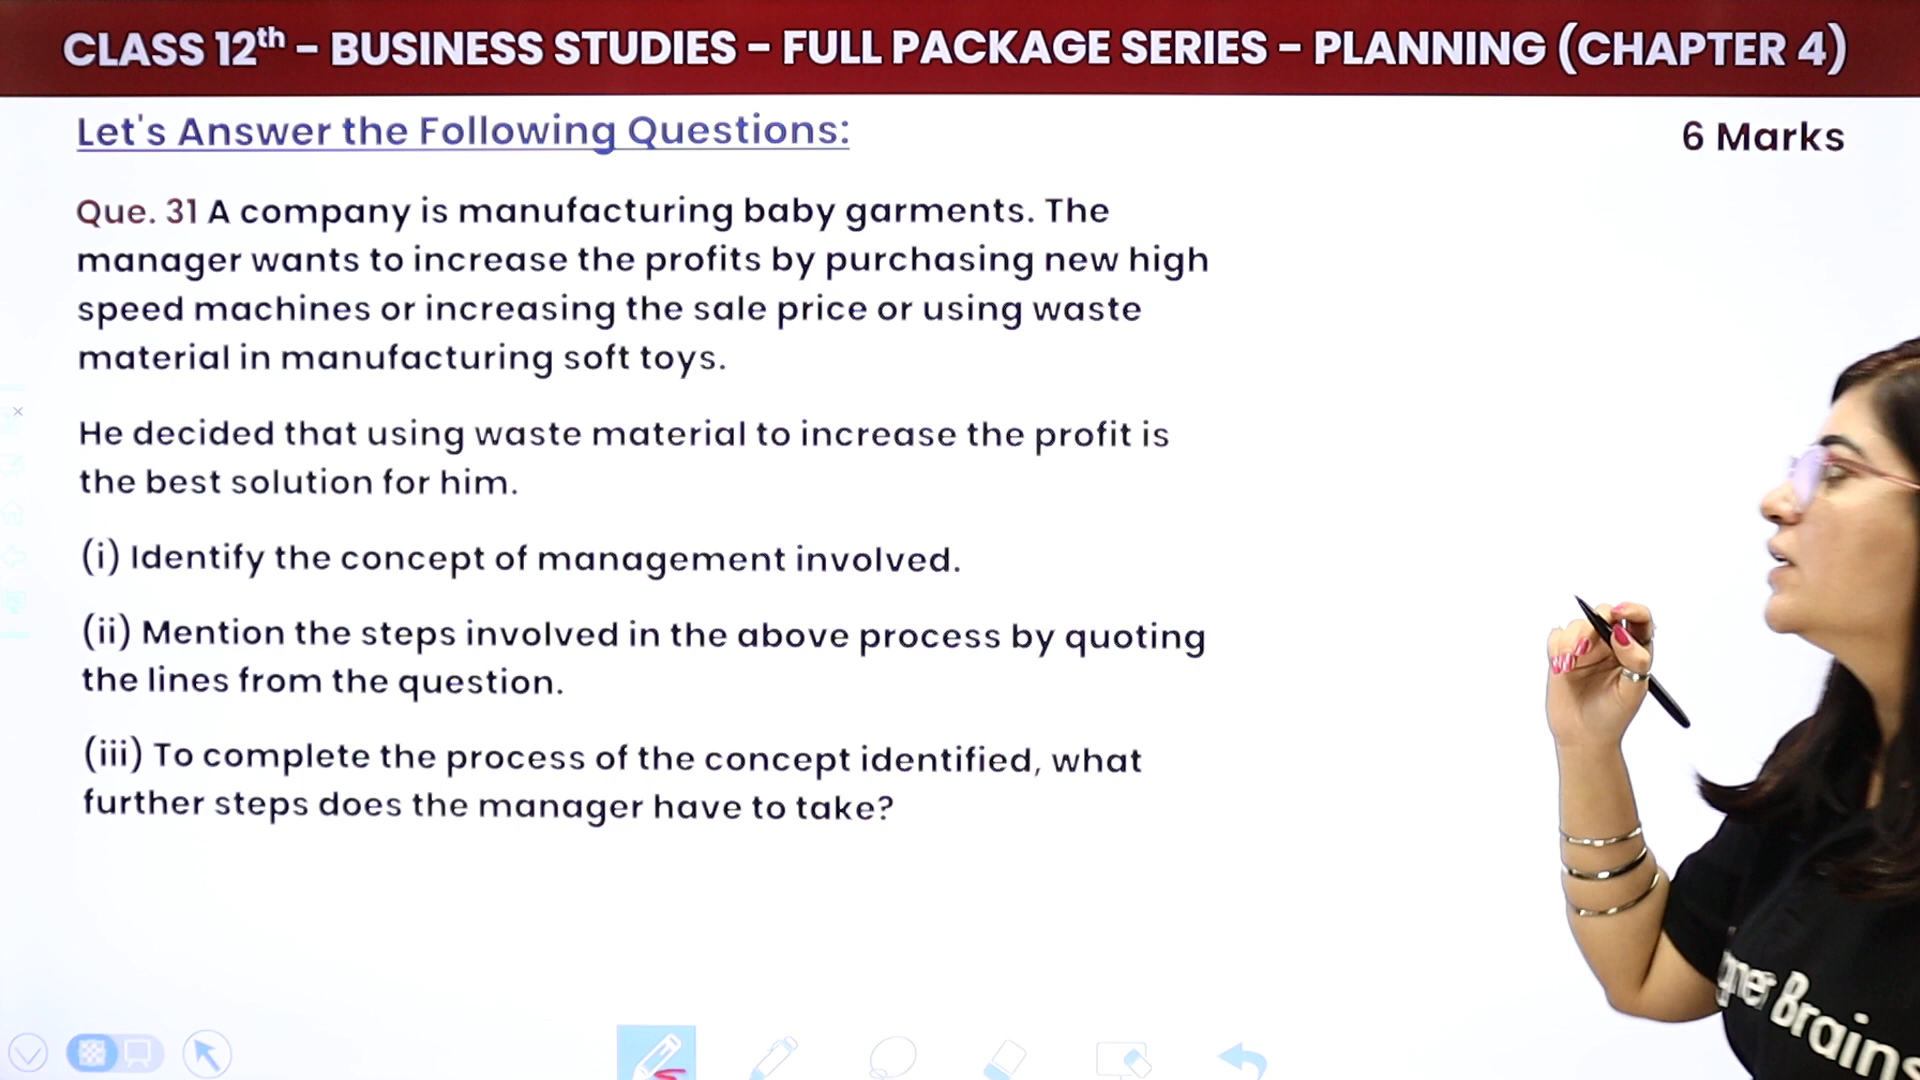 CLASS 12th – BUSINESS STUDIES – FULL PACKAGE SERIES – PLANNING (CHAPTER 4)
Let's Answer the Following Questions:
6 Marks
Que. 31 A company is manufacturing baby garments. The
manager wants to increase the profits by purchasing new high
speed machines or increasing the sale price or using waste
material in manufacturing soft toys.
He decided that using waste material to increase the profit is
the best solution for him.
(i) Identify the concept of management involved.
(ii) Mention the steps involved in the above process by quoting
the lines from the question.
(iii) To complete the process of the concept identified, what
further steps does the manager have to take?
Brains